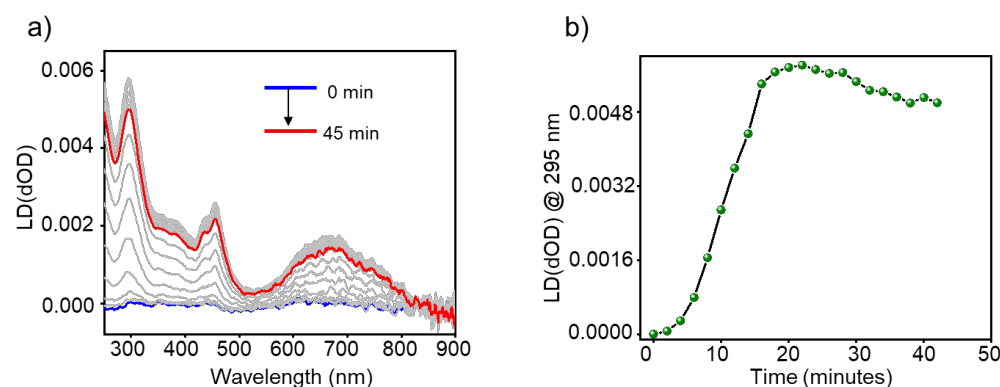 a)
LD(dOD)
0.006
0.004
0.002
0.000
0 min
45 min
300 400 500 600 700 800 900
Wavelength (nm)
b)
LD(dOD) @ 295 nm
0.0048
0.0032
0.0016
0.0000
0 10 20 30 40 50
Time (minutes)